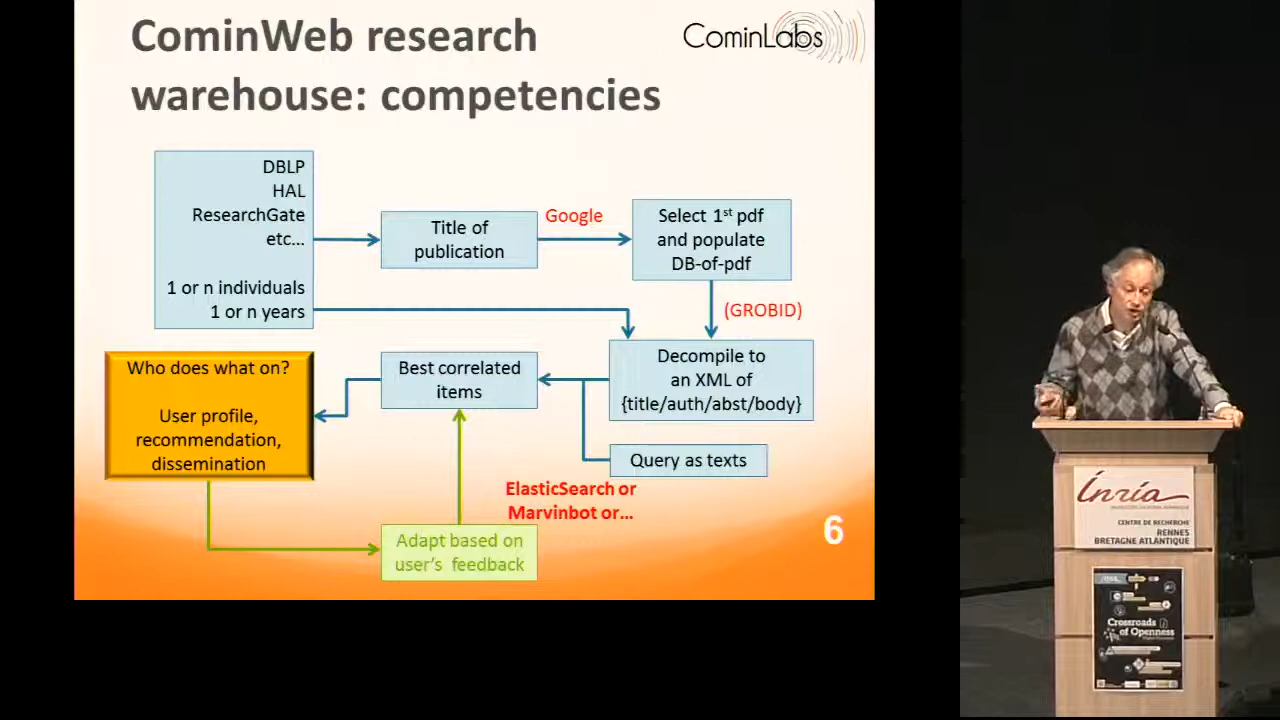 CominWeb research
warehouse: competencies
CominLabs
DBLP
HAL
ResearchGate
etc...
1 or n individuals
1 or n years
Title of
publication
Google
Select 1st pdf
and populate
DB-of-pdf
(GROBID)
Decompile to
an XML of
{title/auth/abst/body}
Best correlated
items
Who does what on?
User profile,
recommendation,
dissemination
Query as texts
ElasticSearch or
Marvinbot or...
Adapt based on
user's feedback
6
Inria
CENTRE DE RECHERCHE
RENNES
BRETAGNE ATLANTIQUE
Crossroads
of Openness